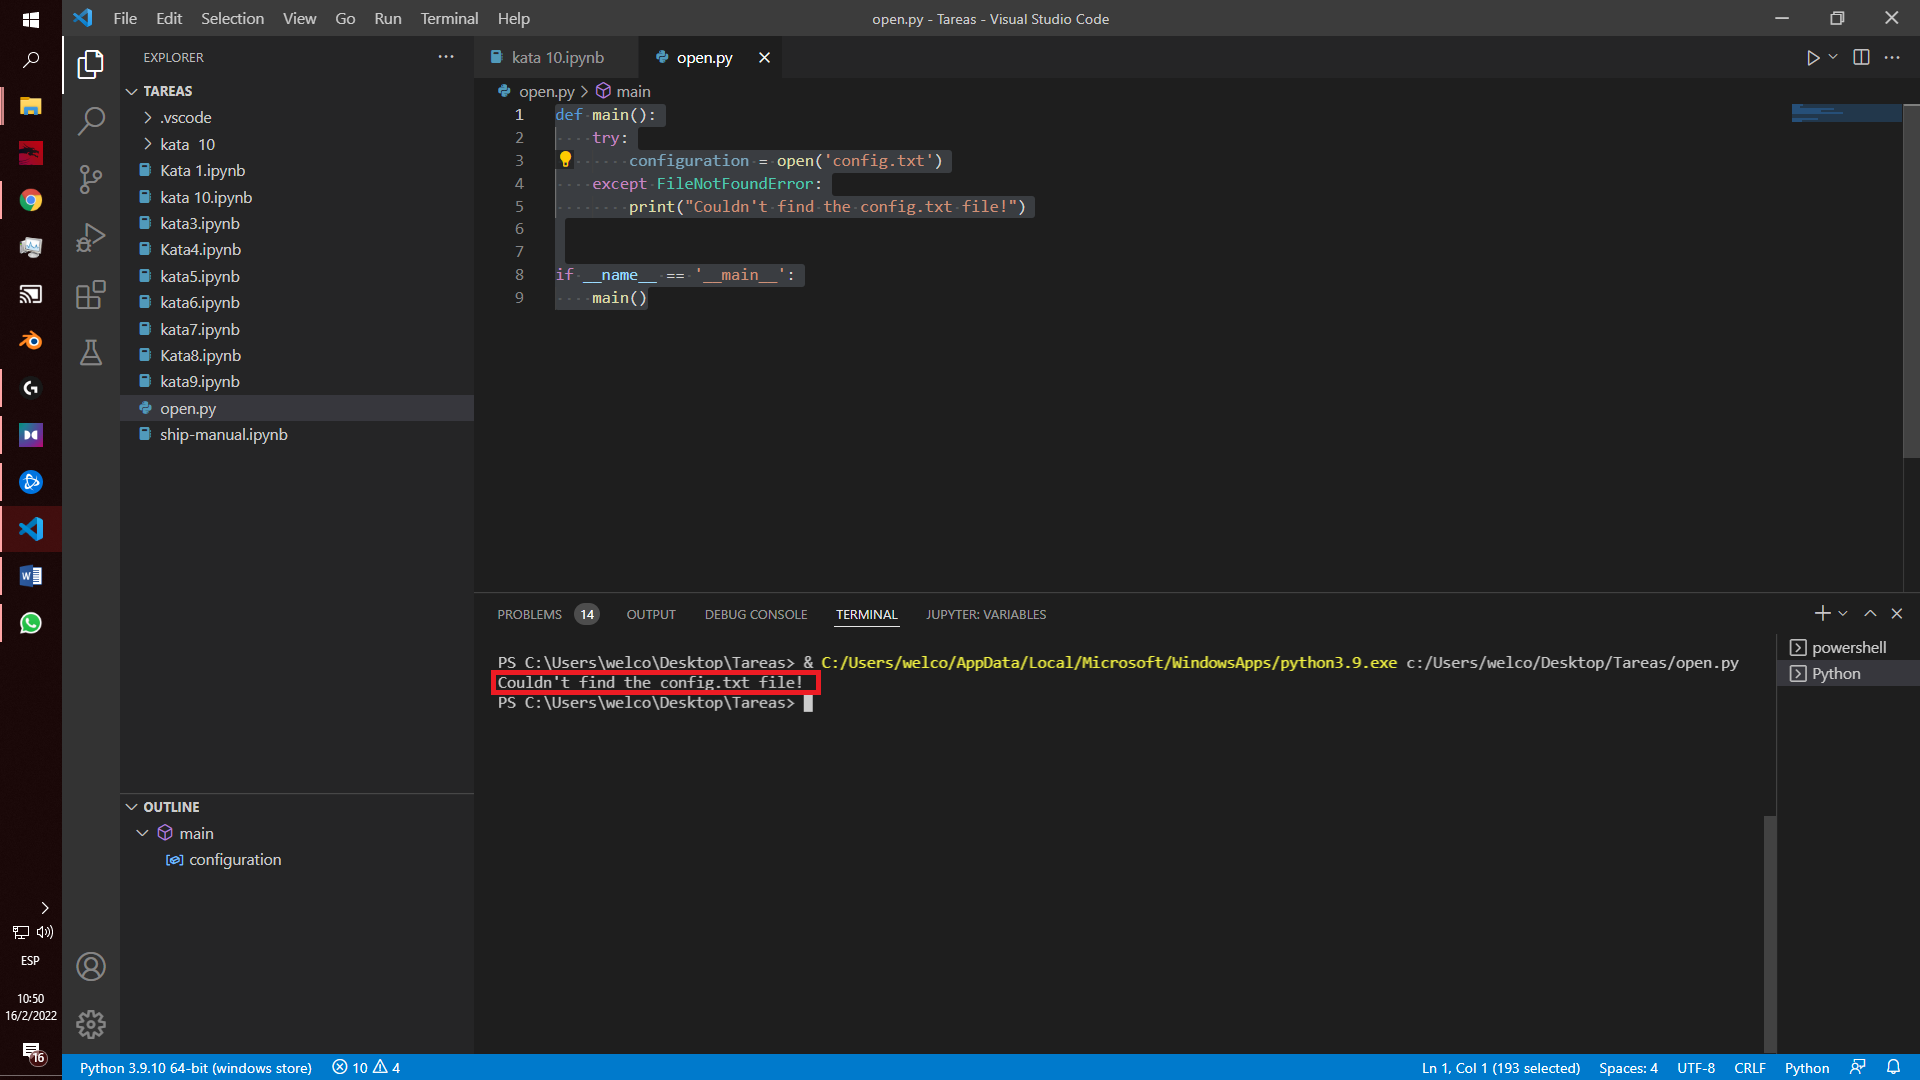 File Edit Selection View Go Run Terminal Help
open.py - Tareas - Visual Studio Code
EXPLORER
TAREAS
.vscode
kata 10
Kata 1.ipynb
kata 10.ipynb
kata3.ipynb
Kata4.ipynb
kata5.ipynb
kata6.ipynb
kata7.ipynb
Kata8.ipynb
kata9.ipynb
open.py
ship-manual.ipynb
OUTLINE
main
configuration
kata 10.ipynb
open.py
open.py > main
1 def main():
2 try:
3 configuration = open('config.txt')
4 except FileNotFoundError:
5 print("Couldn't find the config.txt file!")
6
7
8 if __name__ == '__main__':
9 main()
PROBLEMS 14 OUTPUT DEBUG CONSOLE TERMINAL JUPYTER: VARIABLES
PS C:\Users\welco\Desktop\Tareas> & C:/Users/welco/AppData/Local/Microsoft/WindowsApps/python3.9.exe c:/Users/welco/Desktop/Tareas/open.py
Couldn't find the config.txt file!
PS C:\Users\welco\Desktop\Tareas>
powershell
Python
ESP
10:50
16/2/2022
16
Python 3.9.10 64-bit (windows store) 10 4
Ln 1, Col 1 (193 selected) Spaces: 4 UTF-8 CRLF Python